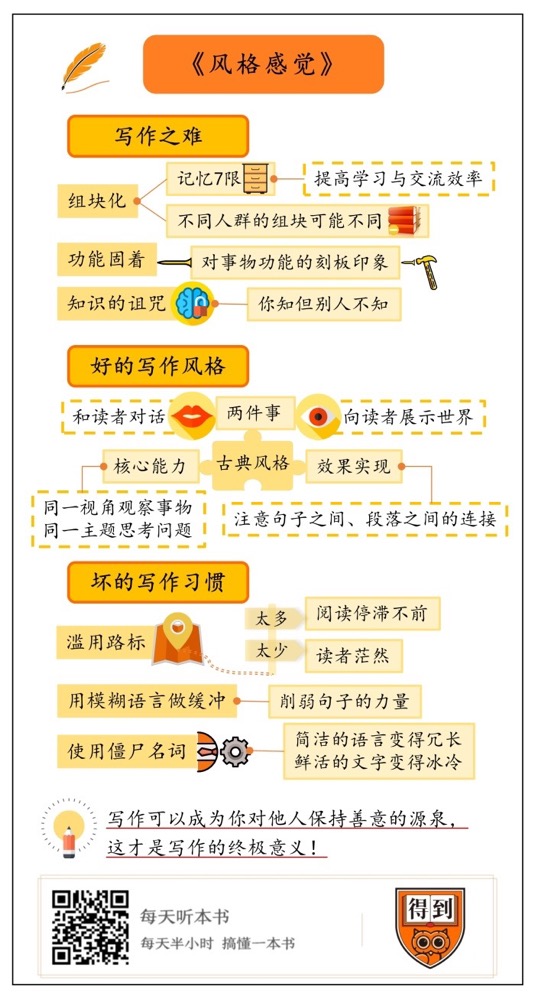 《风格感觉》
写作之难
组块化
记忆7限
提高学习与交流效率
不同人群的组块可能不同
功能固着
对事物功能的刻板印象
知识的诅咒
你知但别人不知
好的写作风格
和读者对话
两件事
向读者展示世界
核心能力
古典风格
效果实现
同一视角观察事物
同一主题思考问题
注意句子之间、段落之间的连接
坏的写作习惯
滥用路标
太多
阅读停滞不前
太少
读者茫然
用模糊语言做缓冲
削弱句子的力量
使用僵尸名词
简洁的语言变得冗长
鲜活的文字变得冰冷
写作可以成为你对他人保持善意的源泉，
这才是写作的终极意义！
每天听本书
每天半小时 搞懂一本书
得到